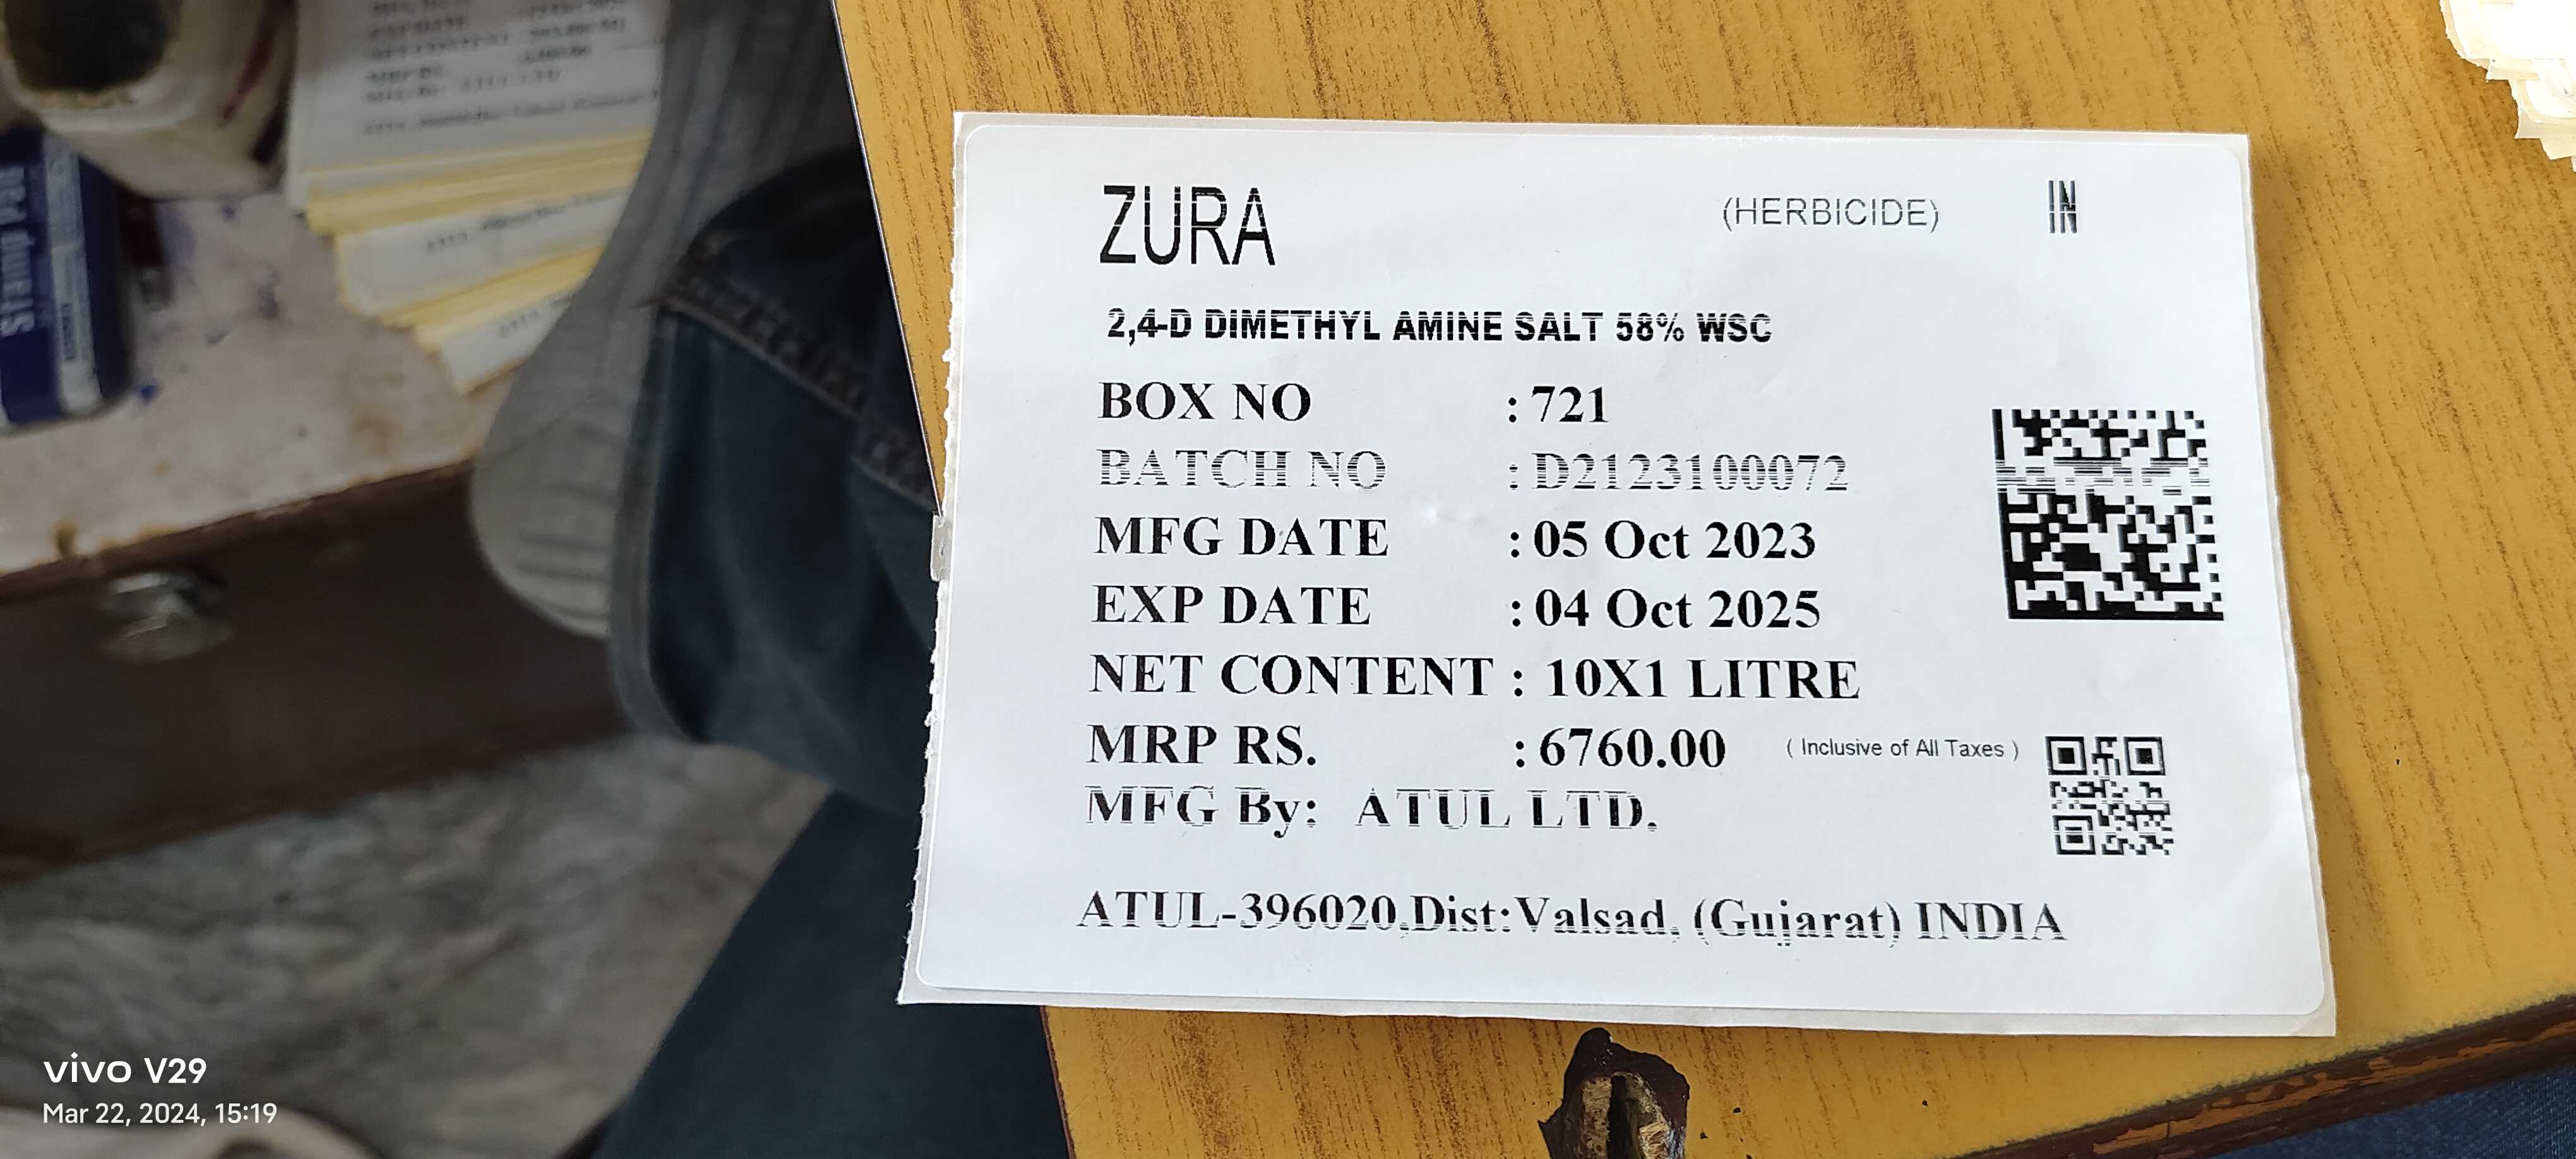 ZURA (HERBICIDE) IN
2,4-D DIMETHYL AMINE SALT 58% WSC
BOX NO : 721
BATCH NO : D2123100072
MFG DATE : 05 Oct 2023
EXP DATE : 04 Oct 2025
NET CONTENT : 10X1 LITRE
MRP RS. : 6760.00 ( Inclusive of All Taxes )
MFG By: ATUL LTD.
ATUL-396020,Dist:Valsad, (Gujarat) INDIA
Stamp Pad
vivo V29
Mar 22, 2024, 15:19